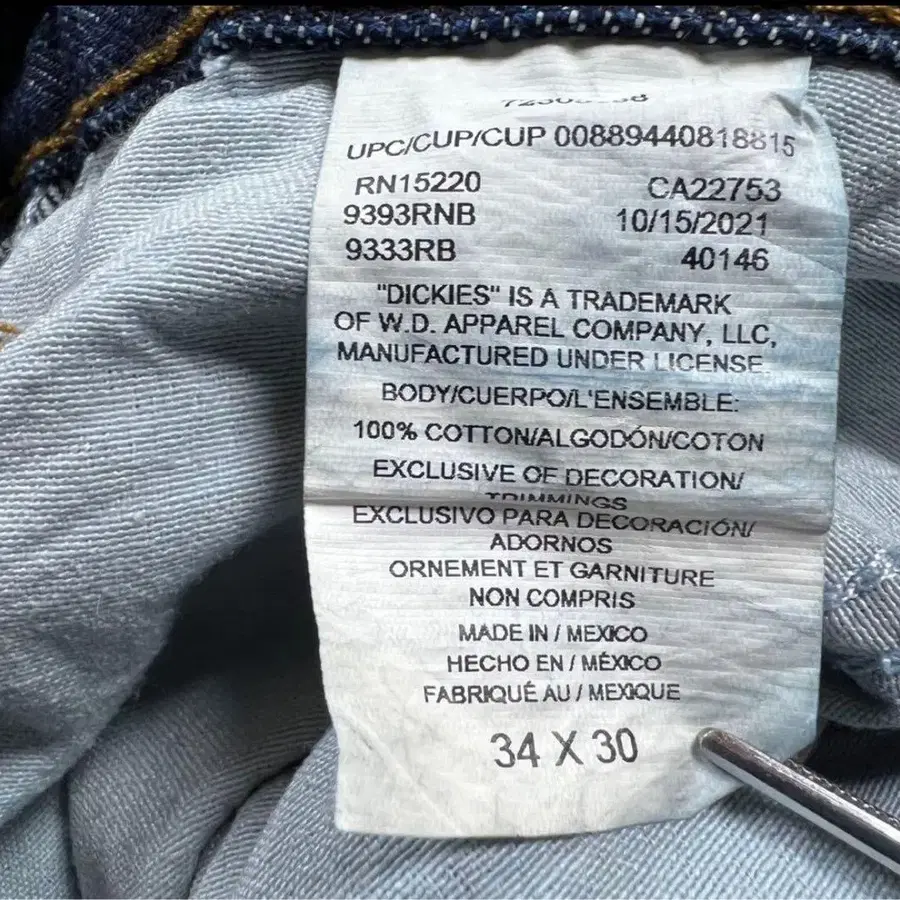 UPC/CUP/CUP 00889440818815
RN15220 CA22753
9393RNB 10/15/2021
9333RB 40146
"DICKIES" IS A TRADEMARK
OF W.D. APPAREL COMPANY, LLC,
MANUFACTURED UNDER LICENSE.
BODY/CUERPO/L'ENSEMBLE:
100% COTTON/ALGODÓN/COTON
EXCLUSIVE OF DECORATION/
TRIMMINGS
EXCLUSIVO PARA DECORACIÓN/
ADORNOS
ORNEMENT ET GARNITURE
NON COMPRIS
MADE IN / MEXICO
HECHO EN / MÉXICO
FABRIQUÉ AU / MEXIQUE
34 X 30